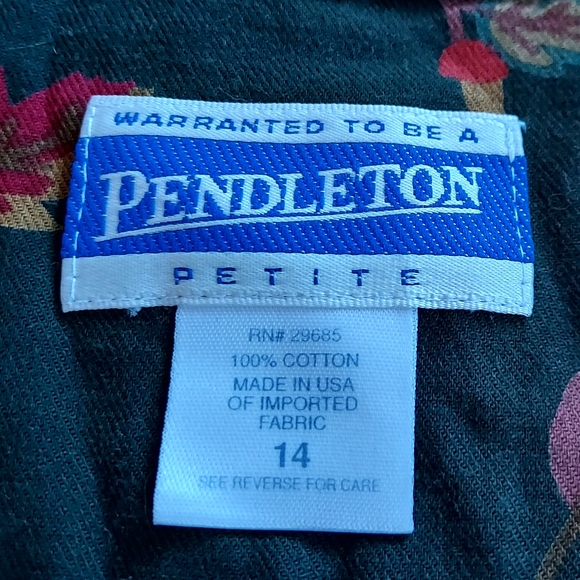 WARRANTED TO BE A
PENDLETON
PETITE
RN# 29685
100% COTTON
MADE IN USA
OF IMPORTED
FABRIC
14
SEE REVERSE FOR CARE